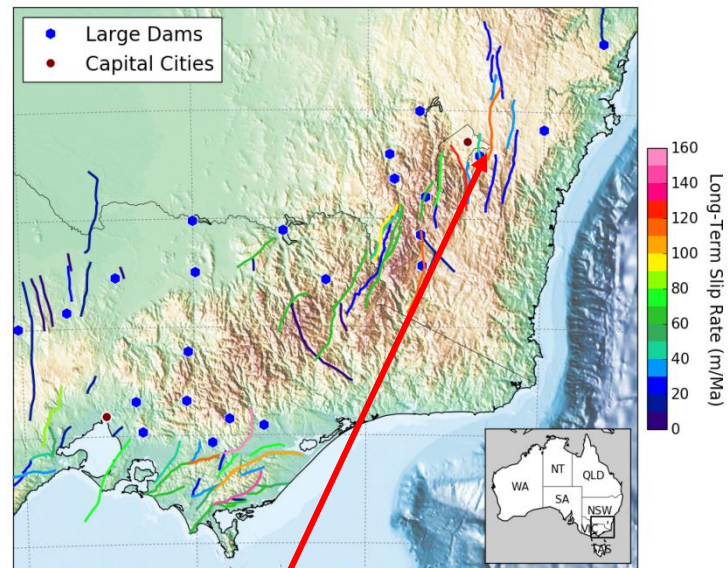 Large Dams
Capital Cities
160
140
120
100
80
60
40
20
0
Long-Term Slip Rate (m/Ma)
WA
NT
QLD
SA
NSW
VIC
TAS